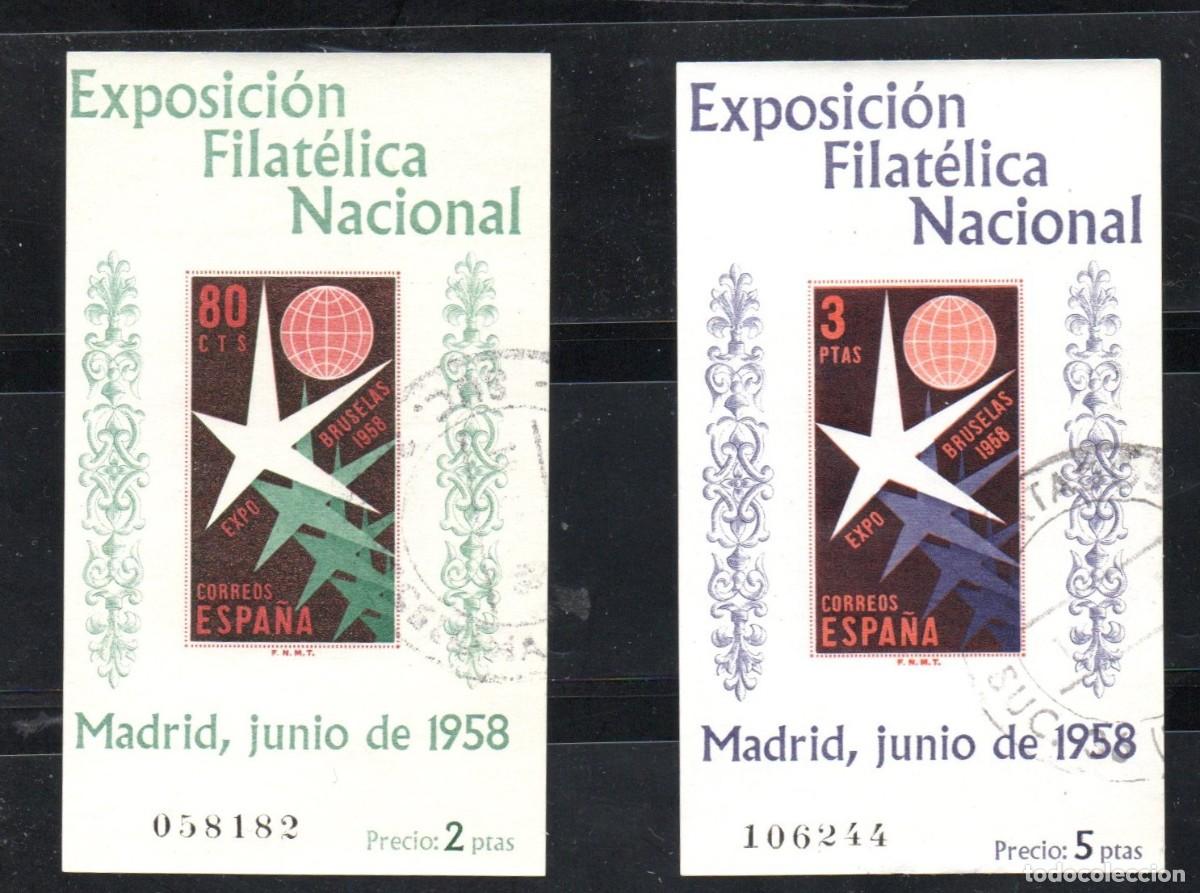 Exposición
Filatélica
Nacional
80
CTS
BRUSELAS
1958
EXPO
CORREOS
ESPAÑA
F.N.M.T.
Madrid, junio de 1958
058182
Precio: 2 ptas
Exposición
Filatélica
Nacional
3
PTAS
BRUSELAS
1958
EXPO
CORREOS
ESPAÑA
F.N.M.T.
Madrid, junio de 1958
106244
Precio: 5 ptas
todocoleccion